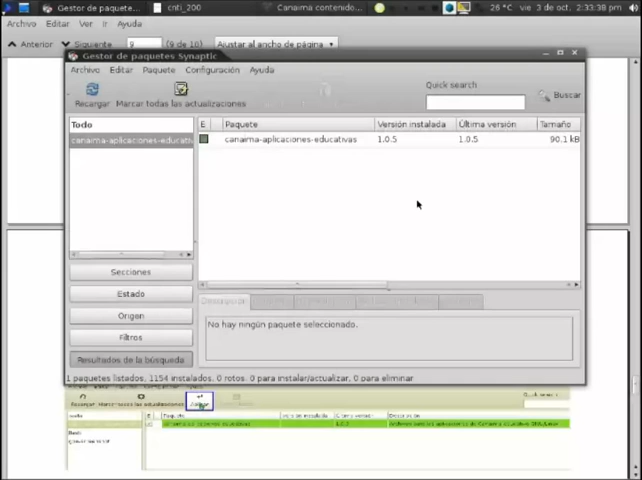 Gestor de paquete...
cnti_200
Canaima contenido...
26 °C
vie 3 de oct, 2:33:38 pm
Archivo Editar Ver Ir Ayuda
Anterior Siguiente 9 (9 de 10) Ajustar al ancho de página
Gestor de paquetes Synaptic
Archivo Editar Paquete Configuración Ayuda
Quick search
Recargar Marcar todas las actualizaciones
Buscar
Todo
canaima-aplicaciones-educativ
E Paquete Versión instalada Última versión Tamaño
canaima-aplicaciones-educativas 1.0.5 1.0.5 90.1 kB
Secciones
Estado
Origen
Filtros
Resultados de la búsqueda
No hay ningún paquete seleccionado.
1 paquetes listados, 1154 instalados, 0 rotos. 0 para instalar/actualizar, 0 para eliminar
Quick search